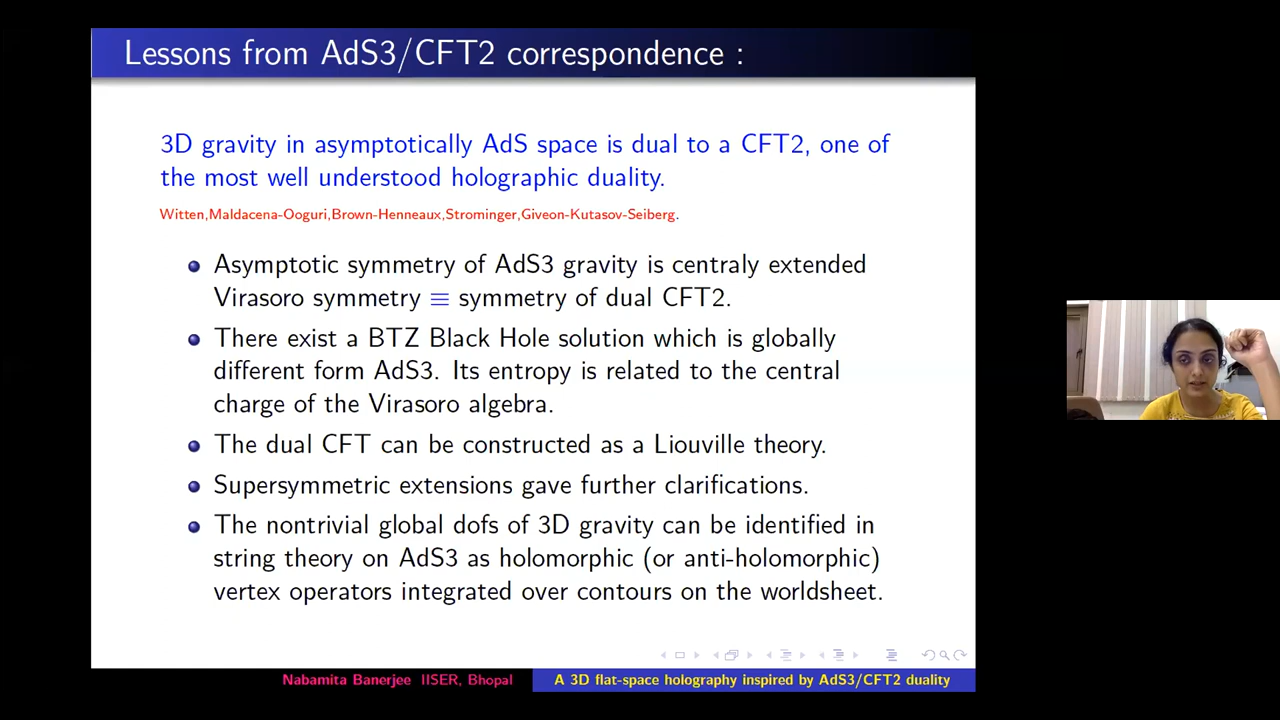 Lessons from AdS3/CFT2 correspondence :
3D gravity in asymptotically AdS space is dual to a CFT2, one of
the most well understood holographic duality.
Witten,Maldacena-Ooguri,Brown-Henneaux,Strominger,Giveon-Kutasov-Seiberg.
Asymptotic symmetry of AdS3 gravity is centraly extended
Virasoro symmetry ≡ symmetry of dual CFT2.
There exist a BTZ Black Hole solution which is globally
different form AdS3. Its entropy is related to the central
charge of the Virasoro algebra.
The dual CFT can be constructed as a Liouville theory.
Supersymmetric extensions gave further clarifications.
The nontrivial global dofs of 3D gravity can be identified in
string theory on AdS3 as holomorphic (or anti-holomorphic)
vertex operators integrated over contours on the worldsheet.
Nabamita Banerjee IISER, Bhopal
A 3D flat-space holography inspired by AdS3/CFT2 duality